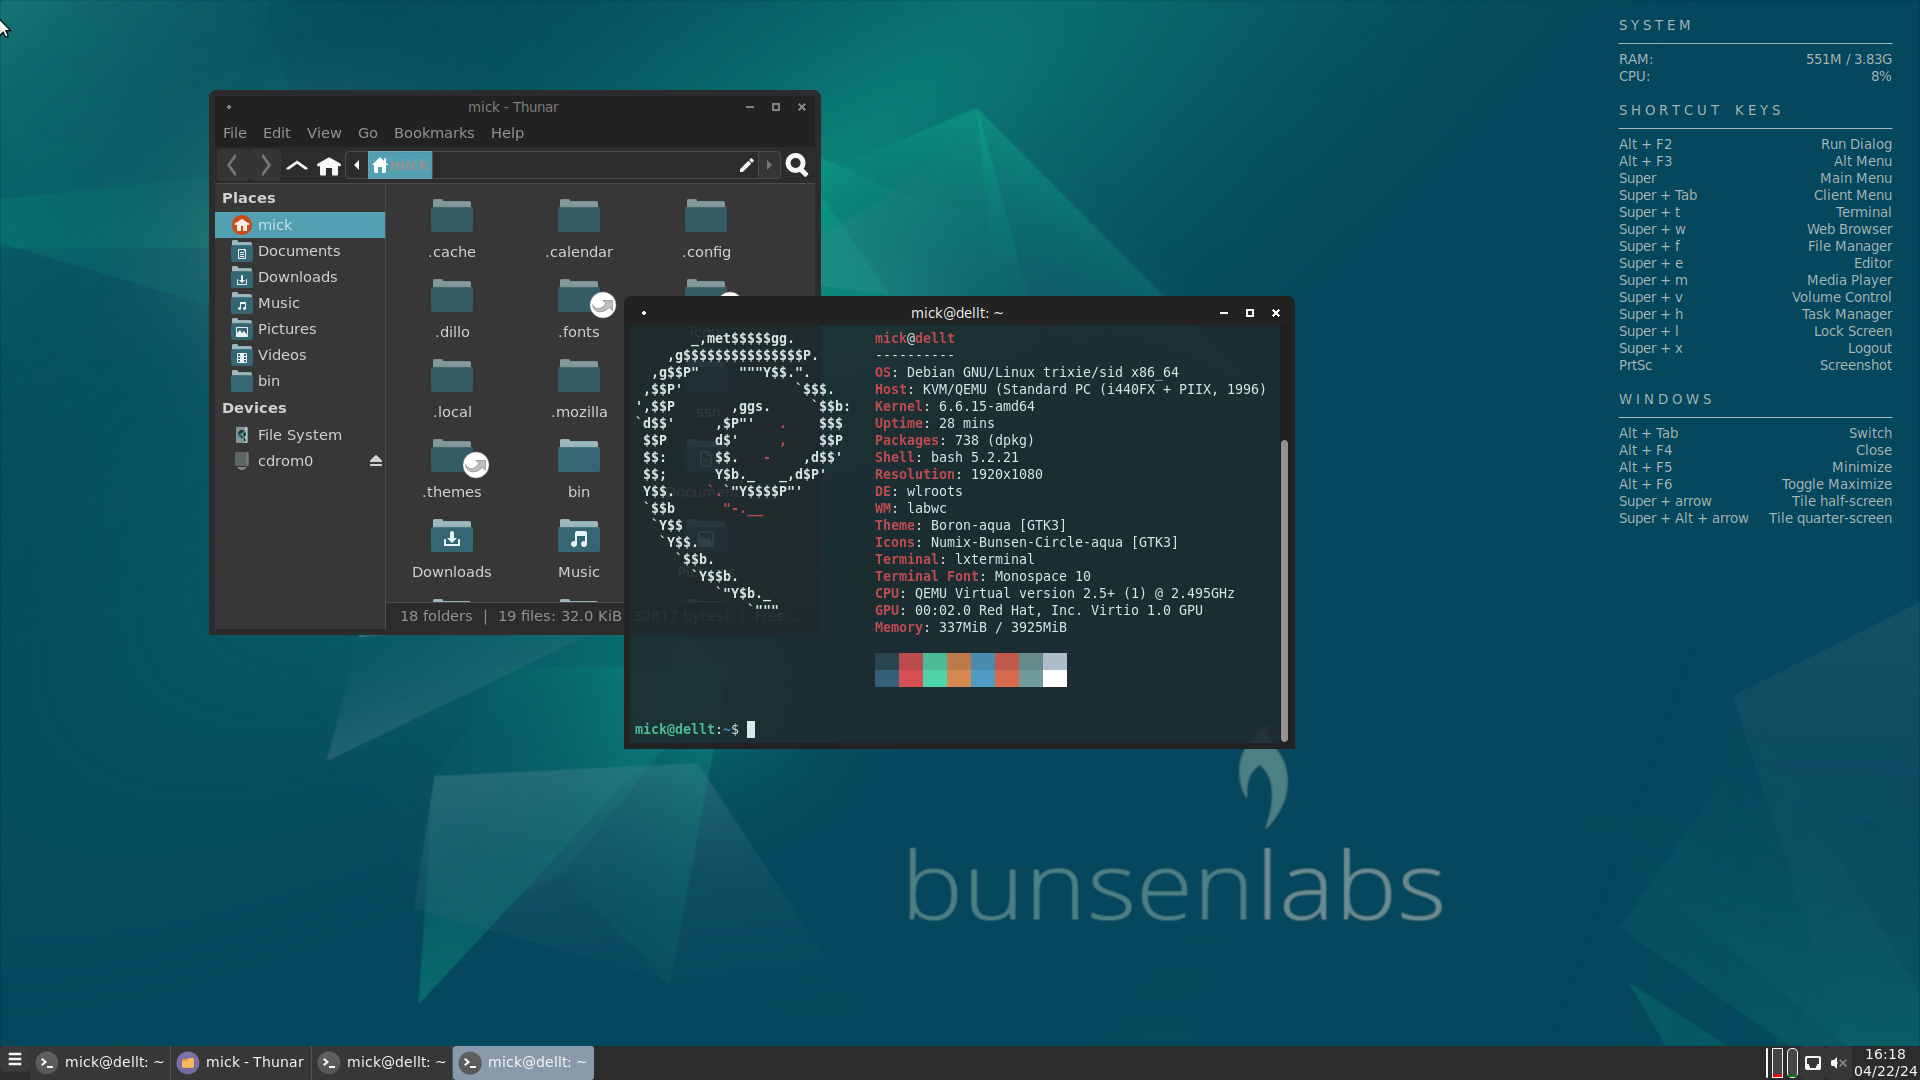 mick - Thunar
File Edit View Go Bookmarks Help
mick
Places
mick
Documents
Downloads
Music
Pictures
Videos
bin
Devices
File System
cdrom0
.cache .calendar .config
.dillo .fonts .icons
.local .mozilla .ssh
.themes bin Documents
Downloads Music
18 folders | 19 files: 32.0 KiB (32817 bytes) | Free...
mick@dellt: ~
_,met$$$$$gg.
,g$$$$$$$$$$$$$$$P.
,g$$P"     """Y$$.".
,$$P'              `$$$.
',$$P       ,ggs.     `$$b:
`d$$'     ,$P"'   .    $$$
$$P      d$'     ,    $$P
$$:      $$.   -    ,d$$'
$$;      Y$b._   _,d$P'
Y$$.    `.`"Y$$$$P"'
`$$b      "-.__
`Y$$
`Y$$.
`$$b.
`Y$$b.
`"Y$b._
`"""
mick@dellt
----------
OS: Debian GNU/Linux trixie/sid x86_64
Host: KVM/QEMU (Standard PC (i440FX + PIIX, 1996)
Kernel: 6.6.15-amd64
Uptime: 28 mins
Packages: 738 (dpkg)
Shell: bash 5.2.21
Resolution: 1920x1080
DE: wlroots
WM: labwc
Theme: Boron-aqua [GTK3]
Icons: Numix-Bunsen-Circle-aqua [GTK3]
Terminal: lxterminal
Terminal Font: Monospace 10
CPU: QEMU Virtual version 2.5+ (1) @ 2.495GHz
GPU: 00:02.0 Red Hat, Inc. Virtio 1.0 GPU
Memory: 337MiB / 3925MiB
mick@dellt:~$
SYSTEM
RAM: 551M / 3.83G
CPU: 8%
SHORTCUT KEYS
Alt + F2 Run Dialog
Alt + F3 Alt Menu
Super Main Menu
Super + Tab Client Menu
Super + t Terminal
Super + w Web Browser
Super + f File Manager
Super + e Editor
Super + m Media Player
Super + v Volume Control
Super + h Task Manager
Super + l Lock Screen
Super + x Logout
PrtSc Screenshot
WINDOWS
Alt + Tab Switch
Alt + F4 Close
Alt + F5 Minimize
Alt + F6 Toggle Maximize
Super + arrow Tile half-screen
Super + Alt + arrow Tile quarter-screen
bunsenlabs
mick@dellt: ~ mick - Thunar mick@dellt: ~ mick@dellt: ~
16:18
04/22/24